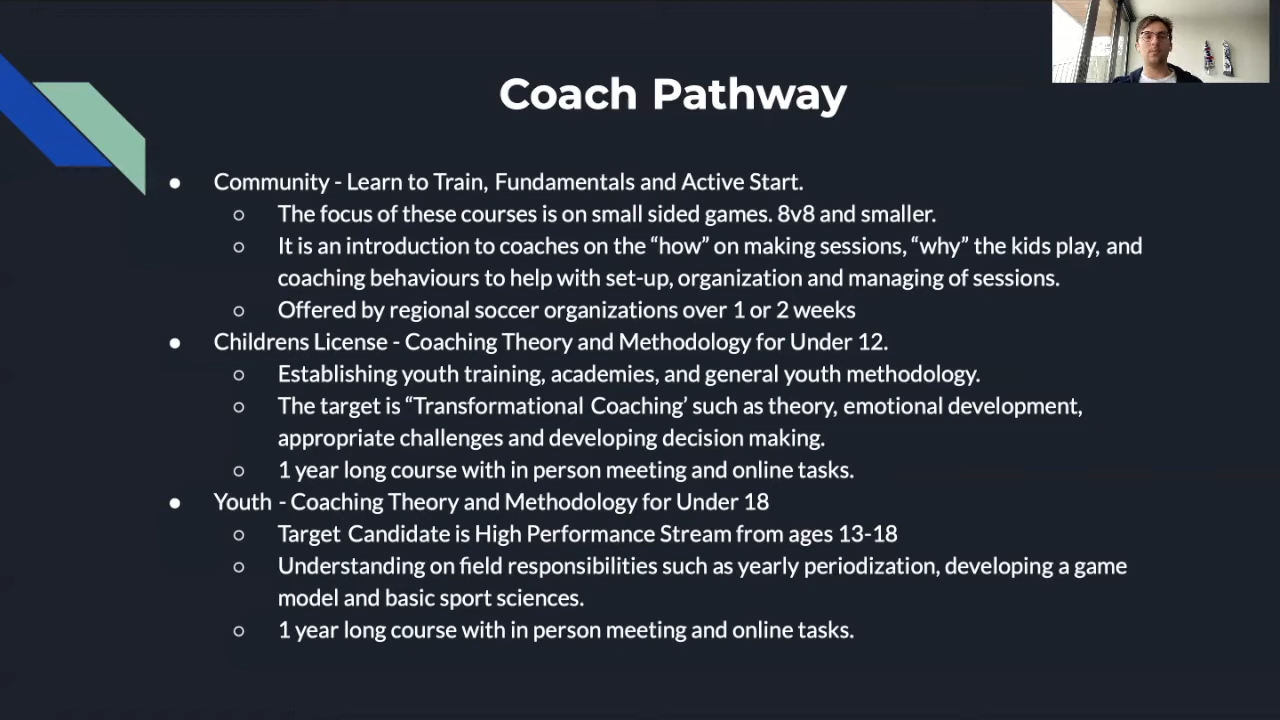 Coach Pathway
● Community - Learn to Train, Fundamentals and Active Start.
○ The focus of these courses is on small sided games. 8v8 and smaller.
○ It is an introduction to coaches on the “how” on making sessions, “why” the kids play, and
coaching behaviours to help with set-up, organization and managing of sessions.
○ Offered by regional soccer organizations over 1 or 2 weeks
● Childrens License - Coaching Theory and Methodology for Under 12.
○ Establishing youth training, academies, and general youth methodology.
○ The target is “Transformational Coaching’ such as theory, emotional development,
appropriate challenges and developing decision making.
○ 1 year long course with in person meeting and online tasks.
● Youth - Coaching Theory and Methodology for Under 18
○ Target Candidate is High Performance Stream from ages 13-18
○ Understanding on field responsibilities such as yearly periodization, developing a game
model and basic sport sciences.
○ 1 year long course with in person meeting and online tasks.